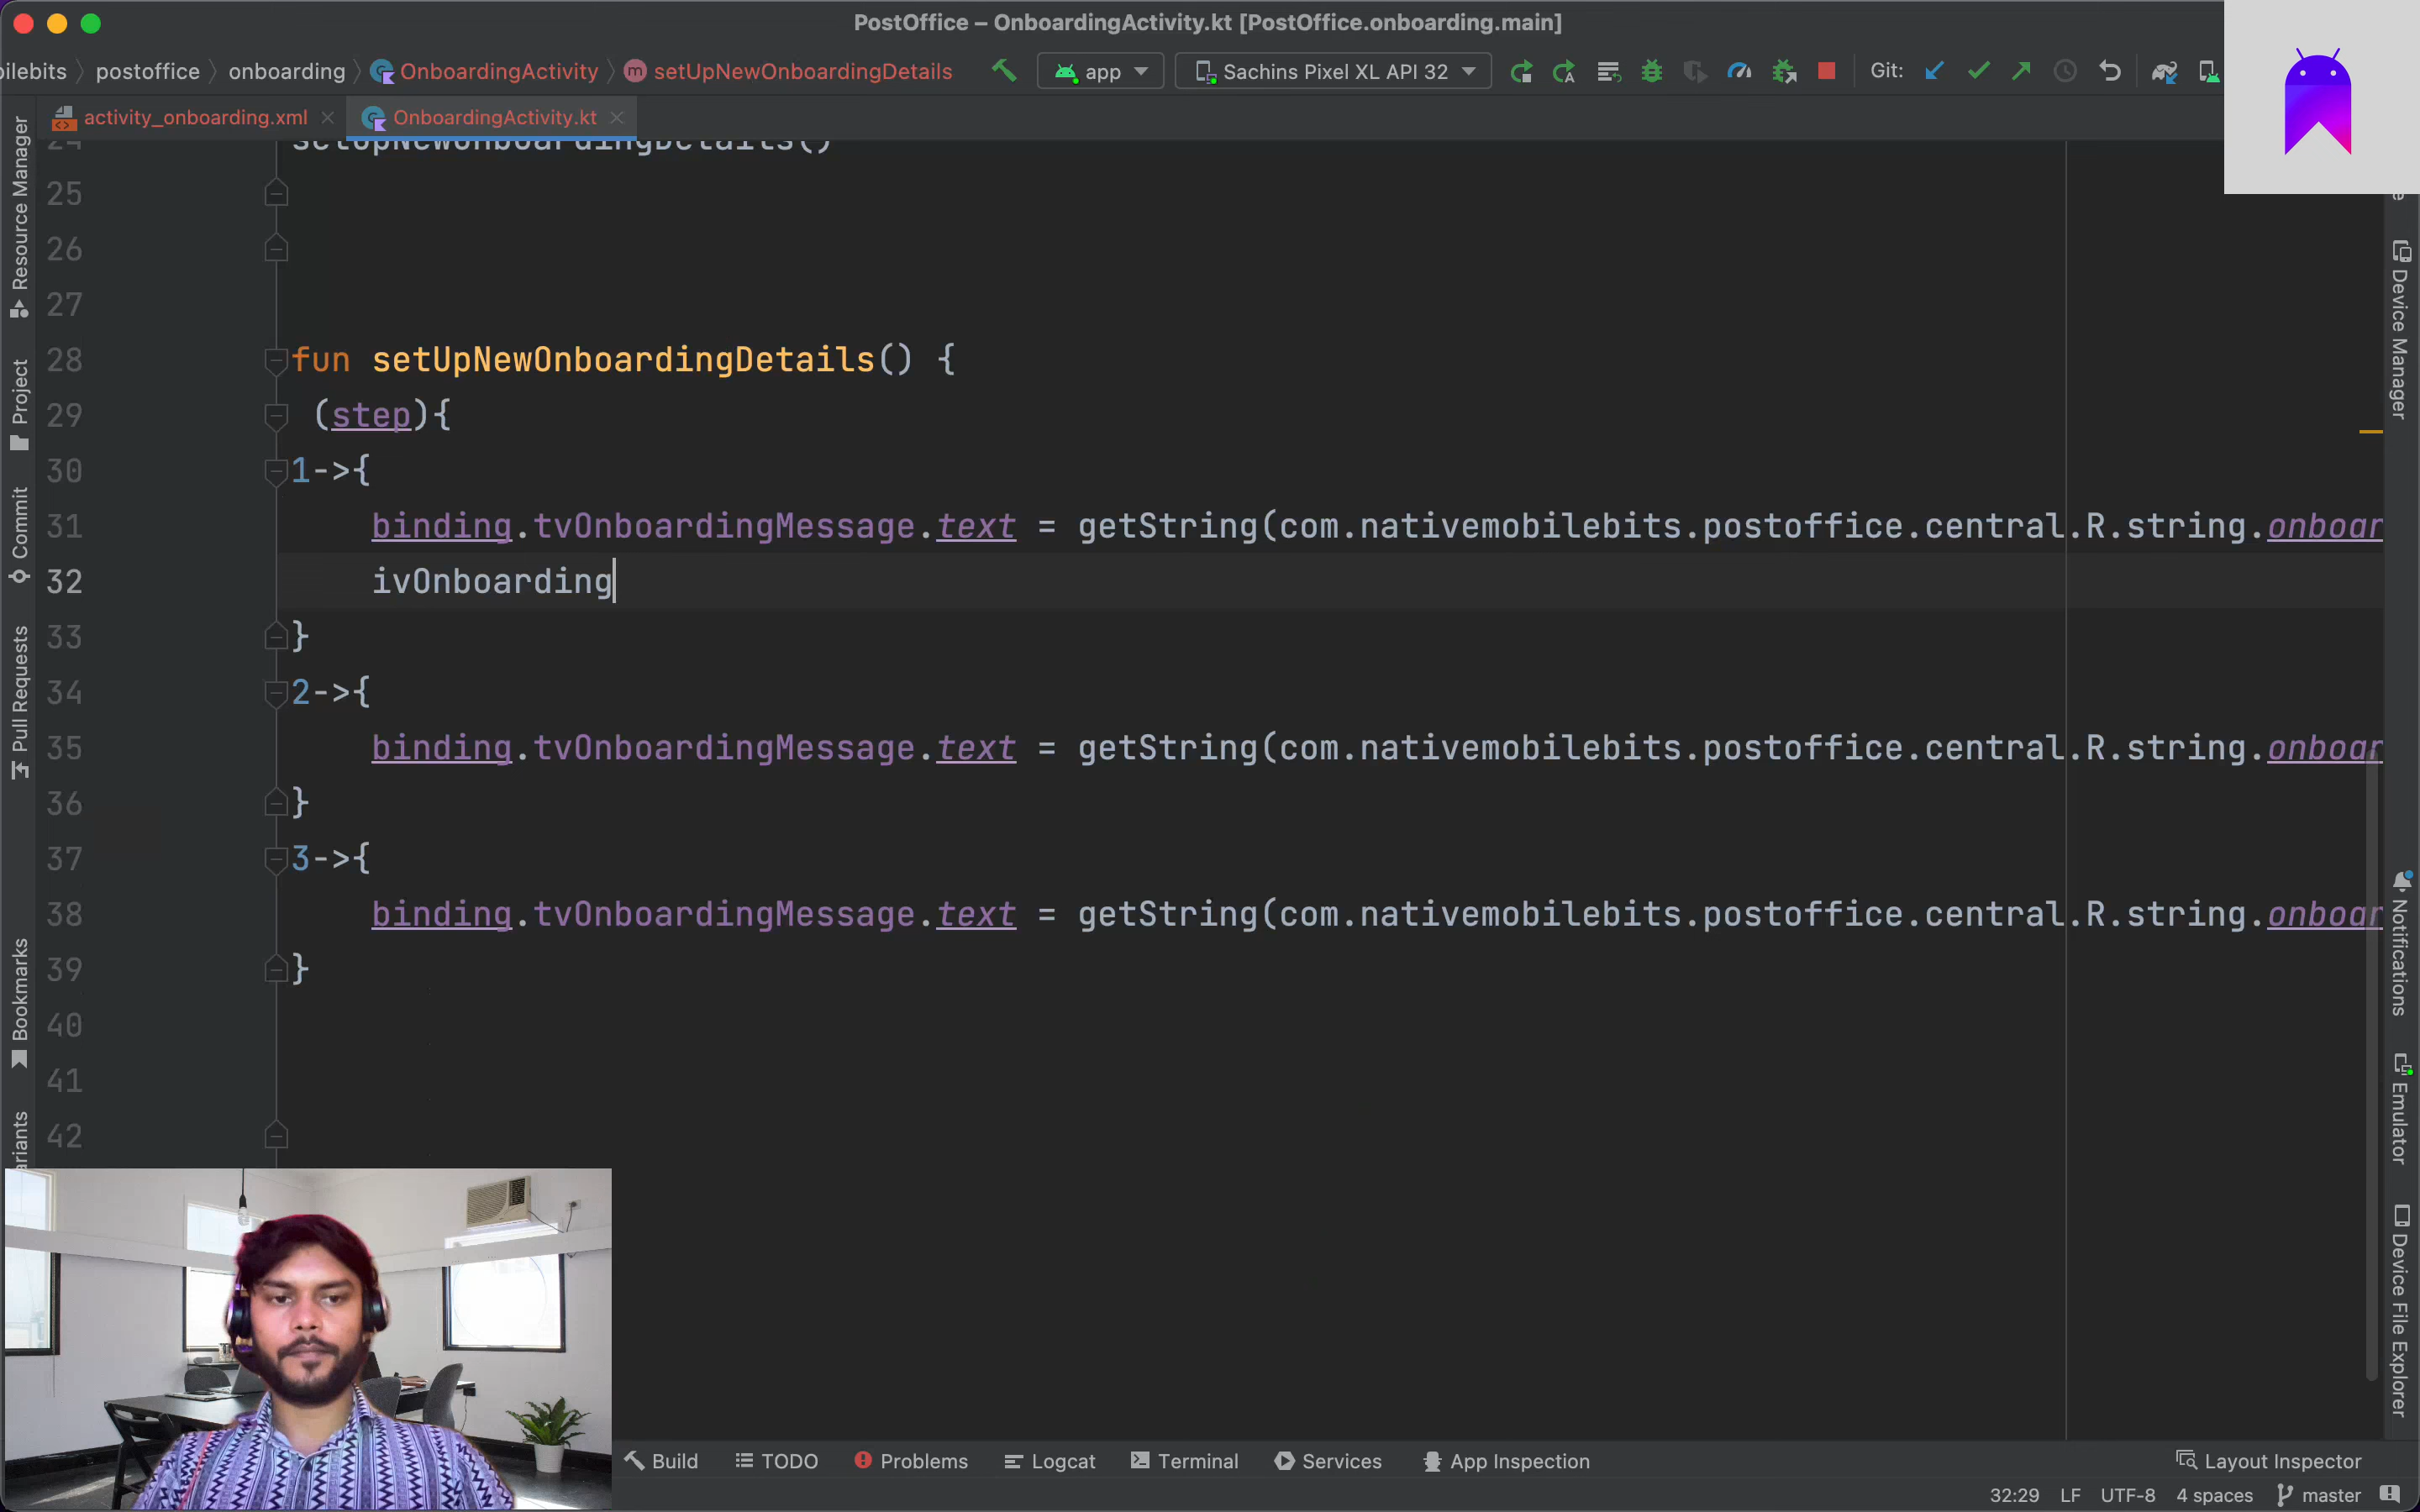 PostOffice – OnboardingActivity.kt [PostOffice.onboarding.main]
postoffice onboarding OnboardingActivity setUpNewOnboardingDetails app Sachins Pixel XL API 32 Git:
activity_onboarding.xml OnboardingActivity.kt
24 setUpNewOnboardingDetails()
25
26
27
28 fun setUpNewOnboardingDetails() {
29 (step){
30 1->{
31 binding.tvOnboardingMessage.text = getString(com.nativemobilebits.postoffice.central.R.string.onboar
32 ivOnboarding
33 }
34 2->{
35 binding.tvOnboardingMessage.text = getString(com.nativemobilebits.postoffice.central.R.string.onboar
36 }
37 3->{
38 binding.tvOnboardingMessage.text = getString(com.nativemobilebits.postoffice.central.R.string.onboar
39 }
40
41
42
Resource Manager
Project
Commit
Pull Requests
Bookmarks
Device Manager
Notifications
Emulator
Device File Explorer
Build TODO Problems Logcat Terminal Services App Inspection Layout Inspector
32:29 LF UTF-8 4 spaces master